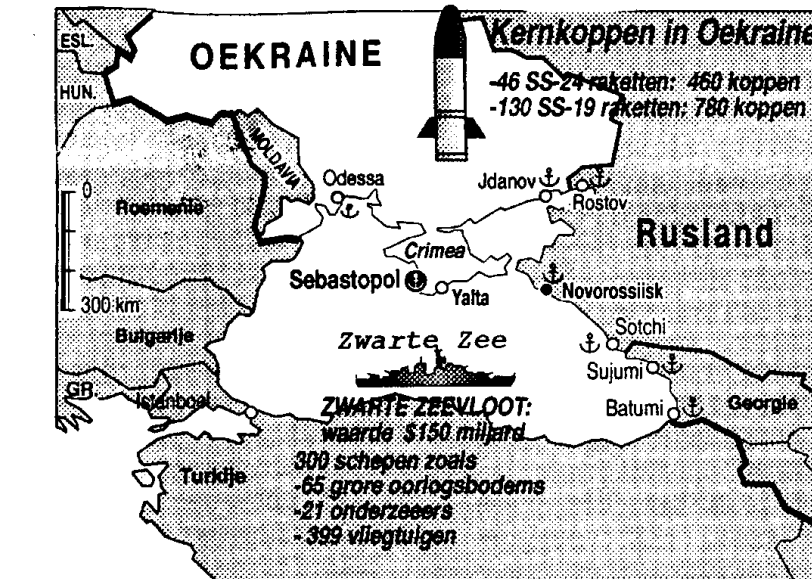 ESL.
OEKRAINE
Kernkoppen in Oekraine
-46 SS-24 raketten: 460 koppen
-130 SS-19 raketten: 780 koppen
HUN.
MOLDAVIA
0
Odessa
Jdanov
Rostov
Roemenie
Rusland
Crimea
Sebastopol
Yalta
Novorossiisk
300 km
Bulgarije
Zwarte Zee
Sotchi
Sujumi
GR.
Istanboel
Batumi
Georgie
ZWARTE ZEEVLOOT:
waarde $150 miljard
300 schepen zoals
-65 grore oorlogsbodems
-21 onderzeeers
- 399 vliegtuigen
Turkije